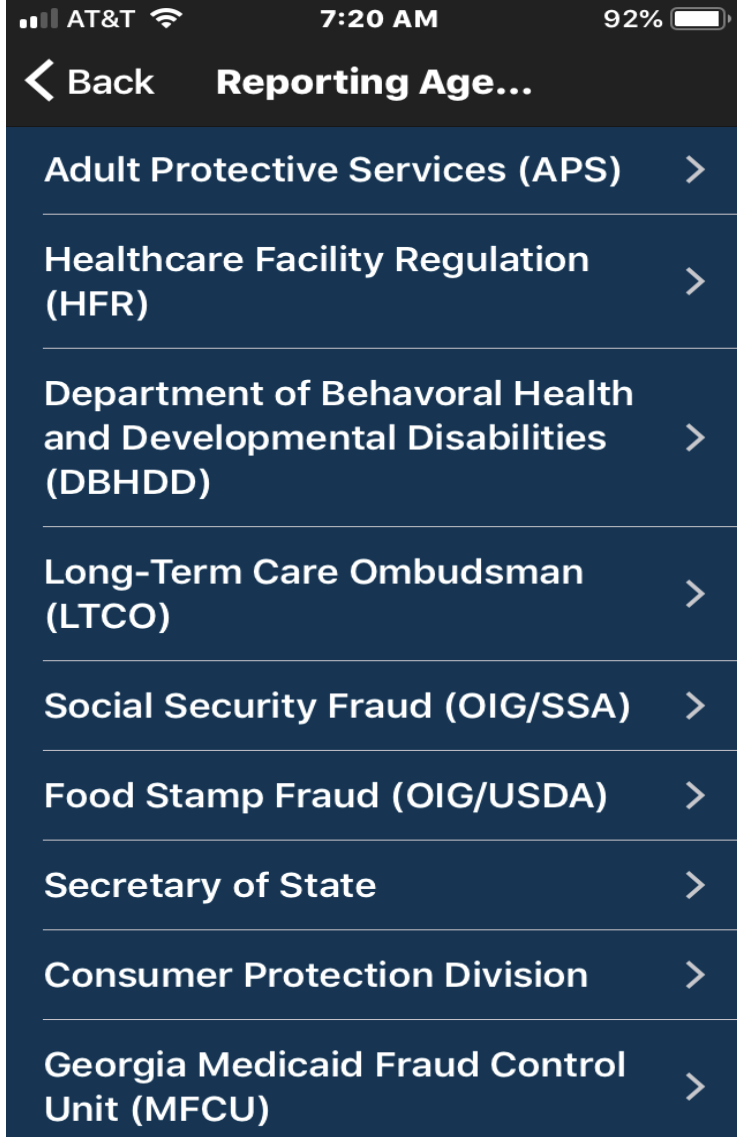 AT&T 7:20 AM 92%
Back Reporting Age...
Adult Protective Services (APS)
Healthcare Facility Regulation
(HFR)
Department of Behavoral Health
and Developmental Disabilities
(DBHDD)
Long-Term Care Ombudsman
(LTCO)
Social Security Fraud (OIG/SSA)
Food Stamp Fraud (OIG/USDA)
Secretary of State
Consumer Protection Division
Georgia Medicaid Fraud Control
Unit (MFCU)